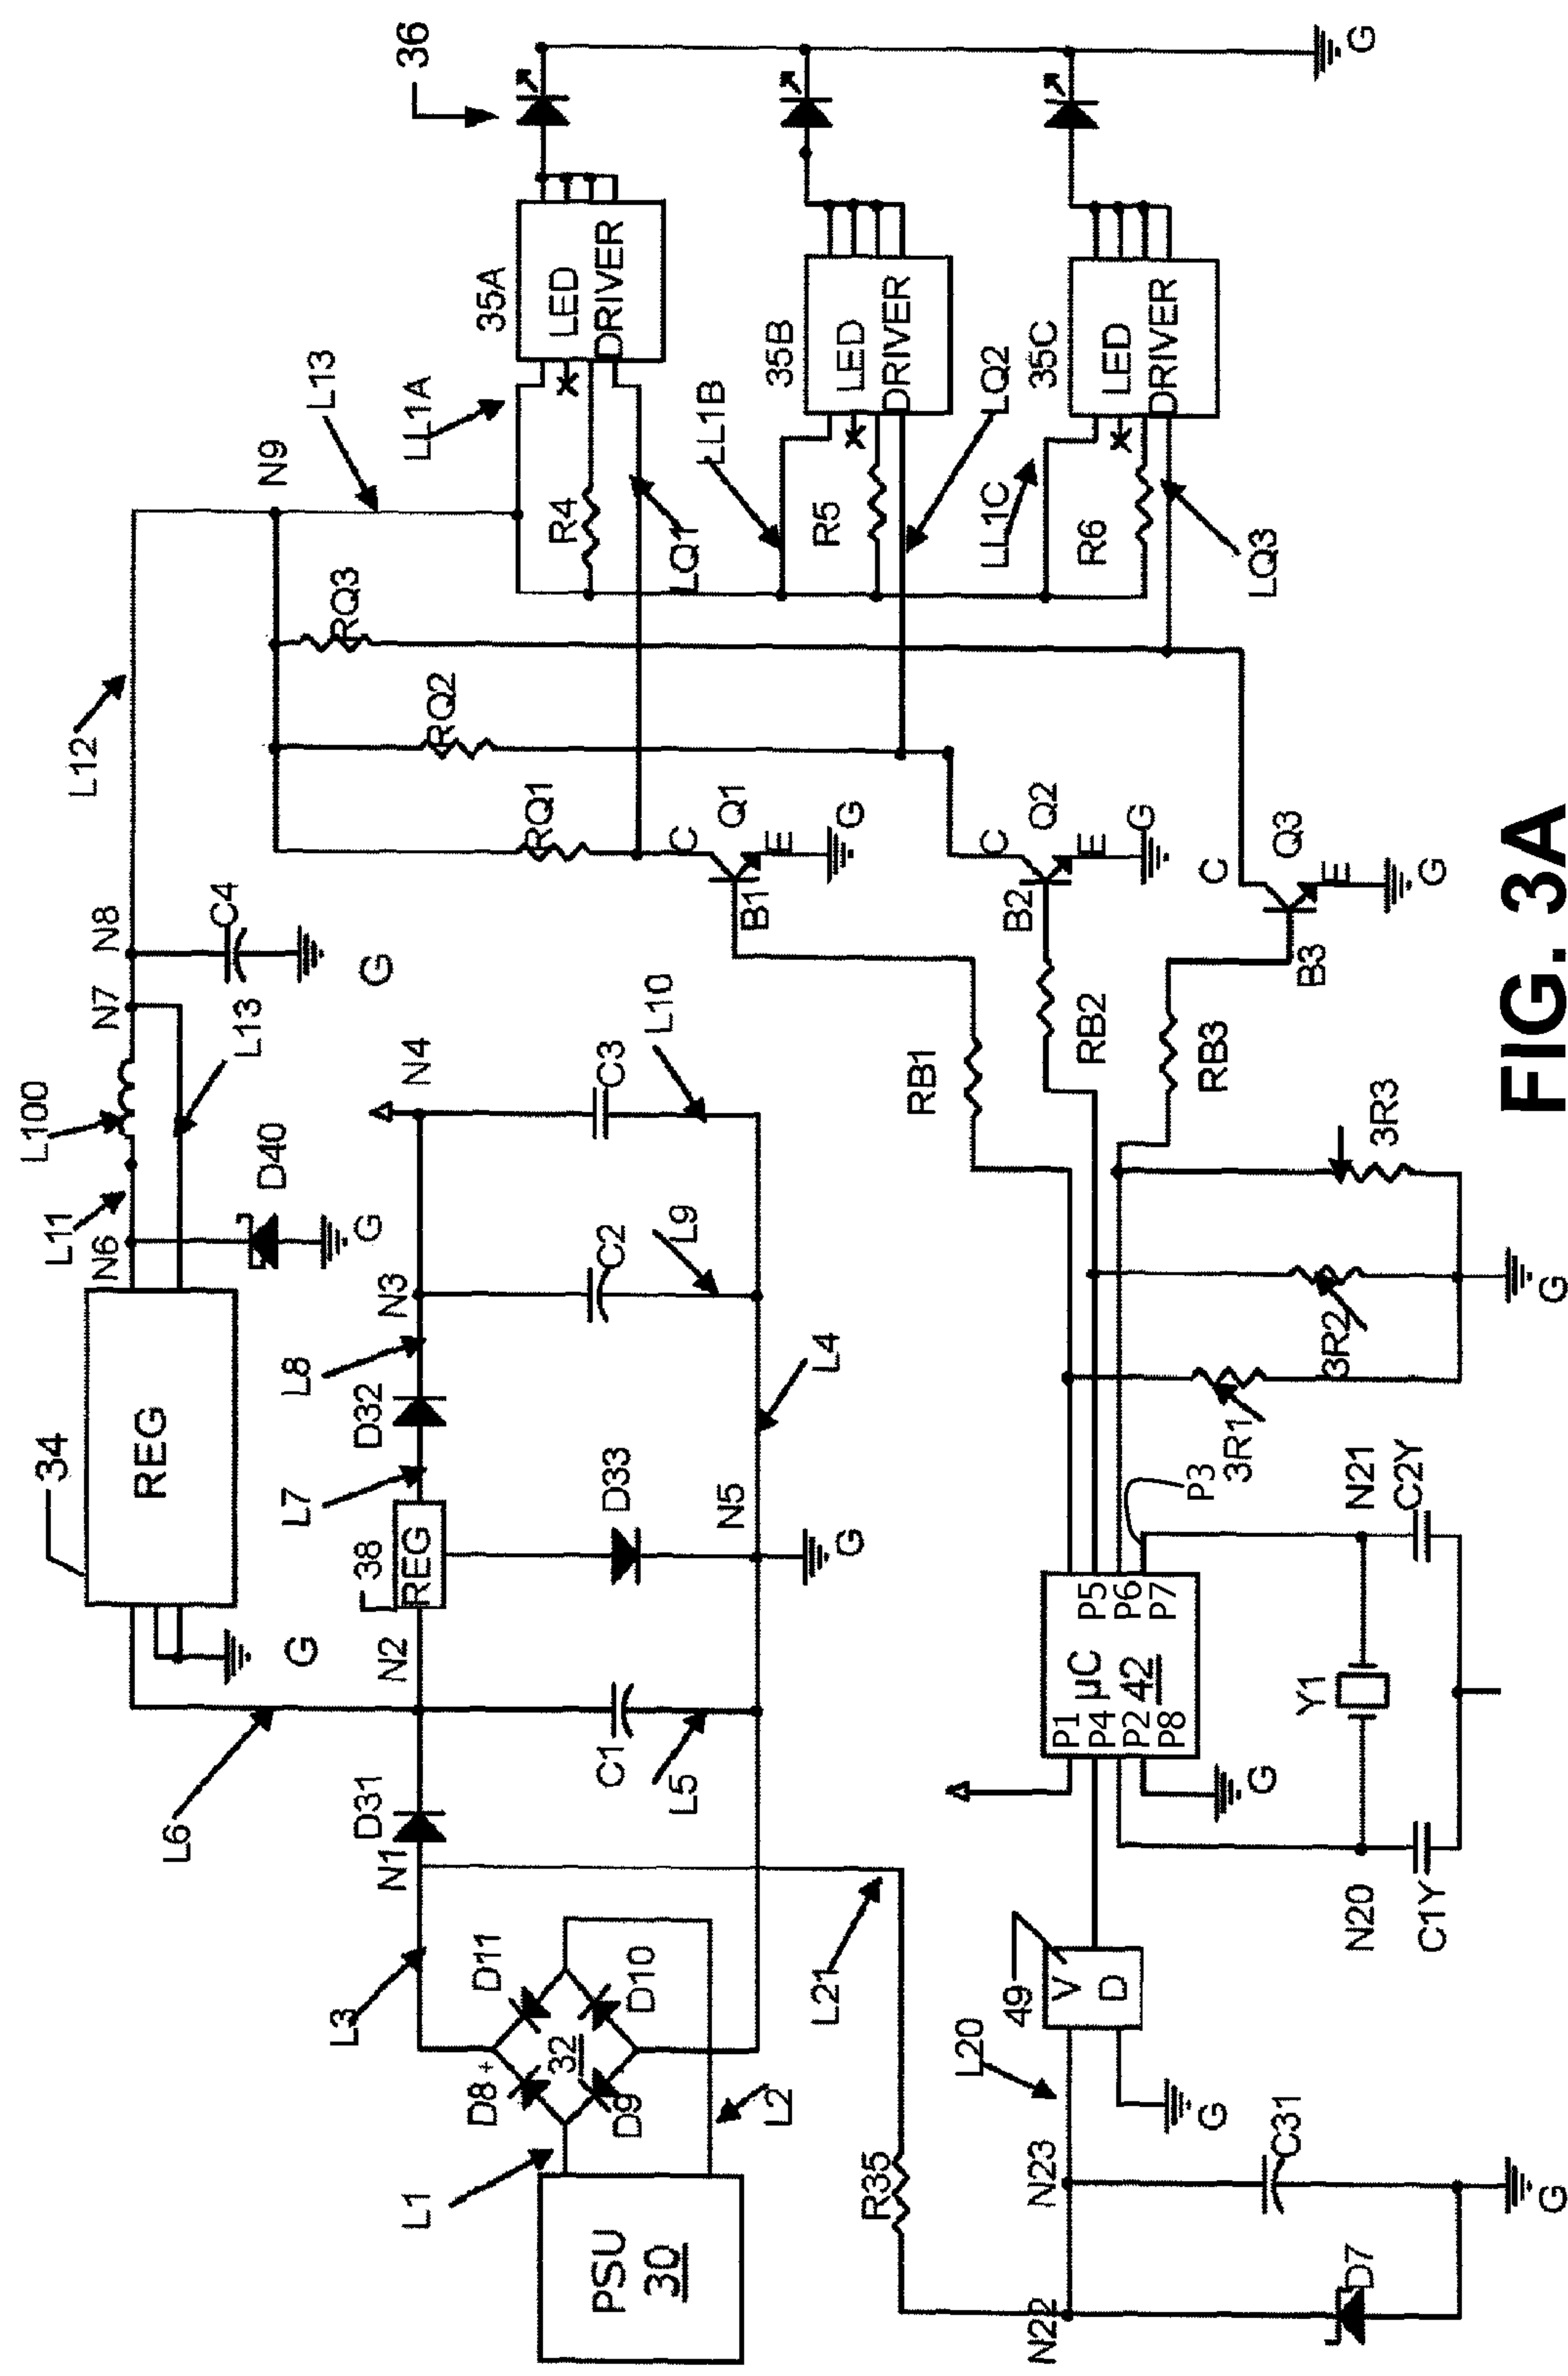 36
34
REG
L100
L11
N6
N7
N8
L12
N9
L13
L13
D40
G
C4
G
G
L6
L3
N1
D31
N2
38
REG
L7
D32
L8
N3
N4
C1
L5
D33
N5
C2
L9
C3
L10
L4
G
L1
PSU
30
D8
+
D11
32
D9
D10
L2
L21
R35
RQ1
RQ2
RQ3
C
Q1
E
G
B1
LL1A
35A
LED
DRIVER
R4
LQ1
LL1B
35B
LED
DRIVER
R5
LQ2
LL1C
35C
LED
DRIVER
R6
LQ3
G
C
Q2
E
G
B2
C
Q3
E
G
B3
RB1
RB2
RB3
N22
N23
L20
49
V
D
G
C31
D7
G
P1
P4
P2
P8
µC
42
P5
P6
P7
G
P3
N20
N21
Y1
C1Y
C2Y
3R1
3R2
3R3
G
FIG. 3A